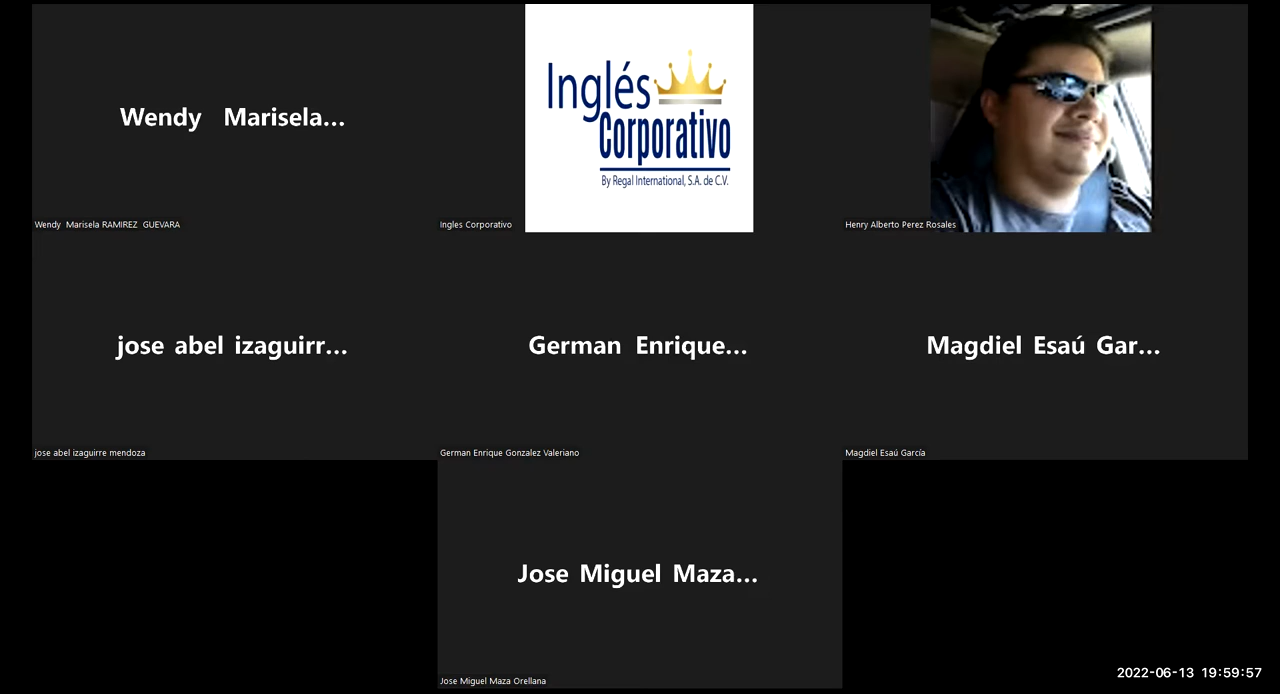 Wendy Marisela...
Wendy Marisela RAMIREZ GUEVARA
Inglés
Corporativo
By Regal International, S.A. de C.V.
Ingles Corporativo
Henry Alberto Perez Rosales
jose abel izaguirr...
jose abel izaguirre mendoza
German Enrique...
German Enrique Gonzalez Valeriano
Magdiel Esaú Gar...
Magdiel Esaú García
Jose Miguel Maza...
Jose Miguel Maza Orellana
2022-06-13 19:59:57